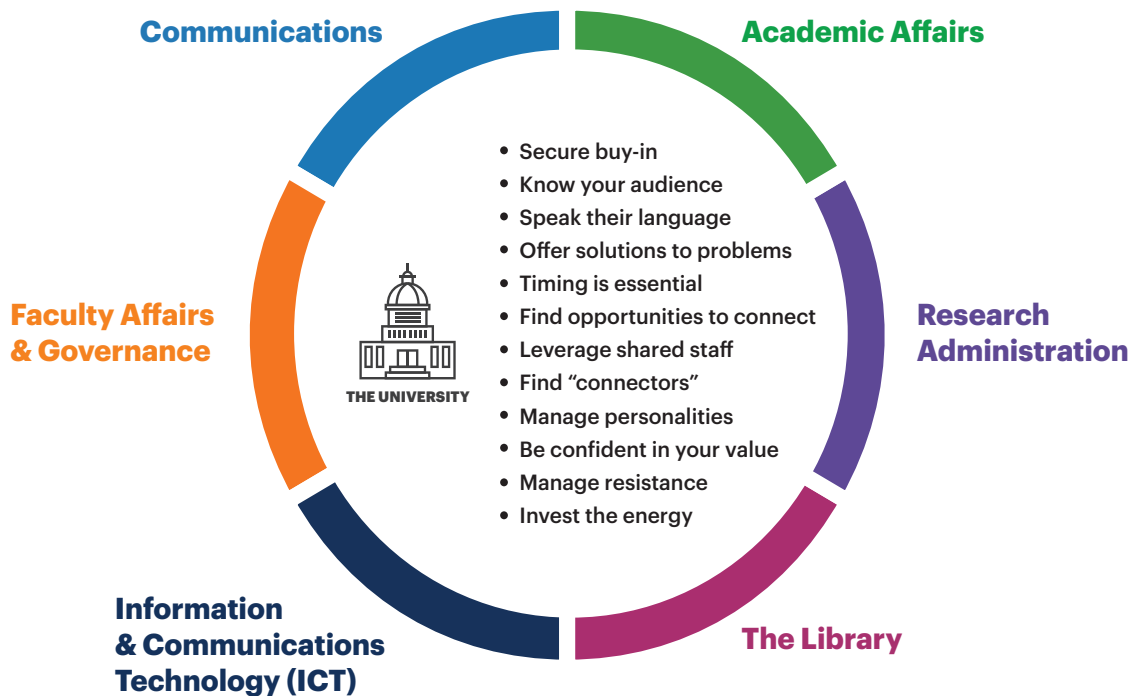 Communications
Academic Affairs
• Secure buy-in
• Know your audience
• Speak their language
• Offer solutions to problems
• Timing is essential
• Find opportunities to connect
• Leverage shared staff
• Find “connectors”
• Manage personalities
• Be confident in your value
• Manage resistance
• Invest the energy
THE UNIVERSITY
Faculty Affairs
& Governance
Research
Administration
Information
& Communications
Technology (ICT)
The Library